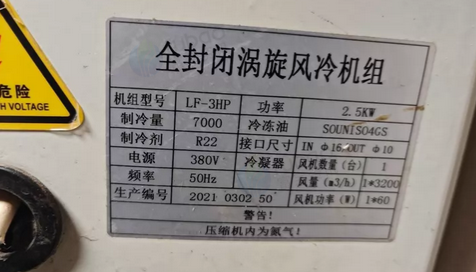 全封闭涡旋风冷机组
机组型号 LF-3HP 功率 2.5KW
制冷量 7000 冷冻油 SOUNISO4GS
制冷剂 R22 接口尺寸 IN Φ16 OUT Φ10
电源 380V 冷凝器 风机数量（台） 1
频率 50Hz 风量（m3/h） 1*3200
生产编号 2021 0302 50 风机功率（W） 1*60
警告！
压缩机内为氮气！
危险
HIGH VOLTAGE